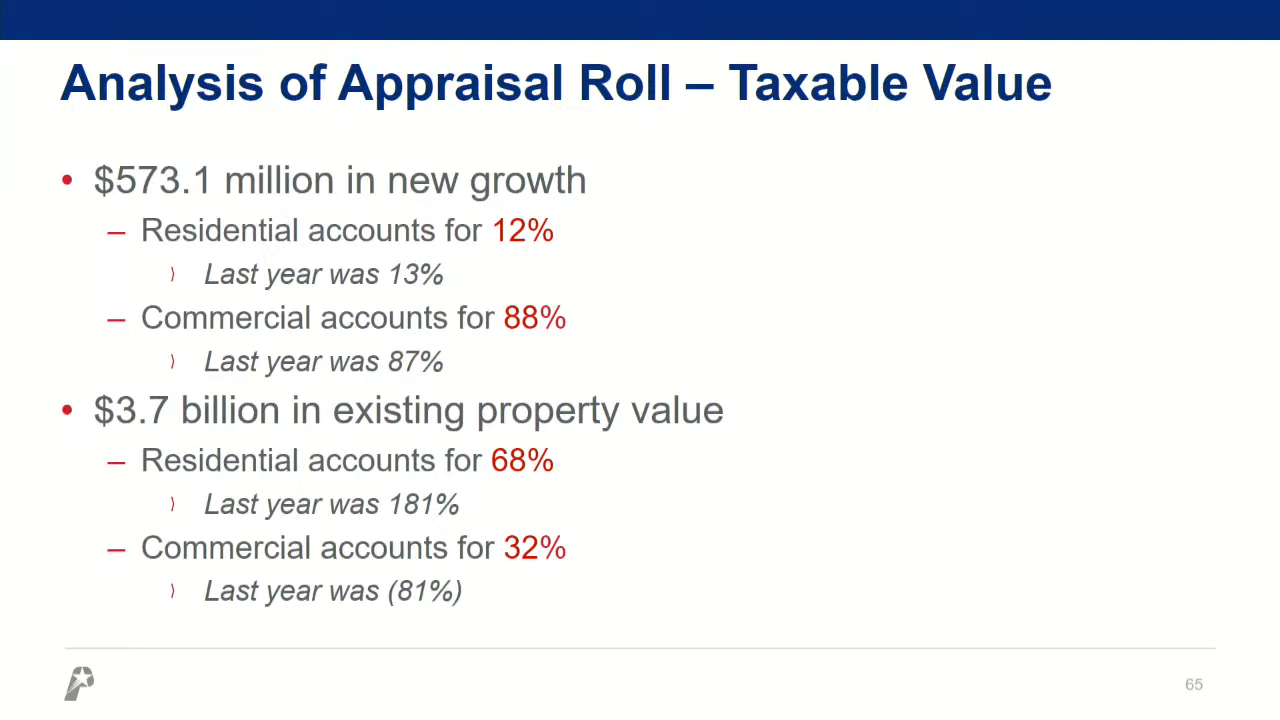 Analysis of Appraisal Roll – Taxable Value
• $573.1 million in new growth
– Residential accounts for 12%
⟩ Last year was 13%
– Commercial accounts for 88%
⟩ Last year was 87%
• $3.7 billion in existing property value
– Residential accounts for 68%
⟩ Last year was 181%
– Commercial accounts for 32%
⟩ Last year was (81%)
65